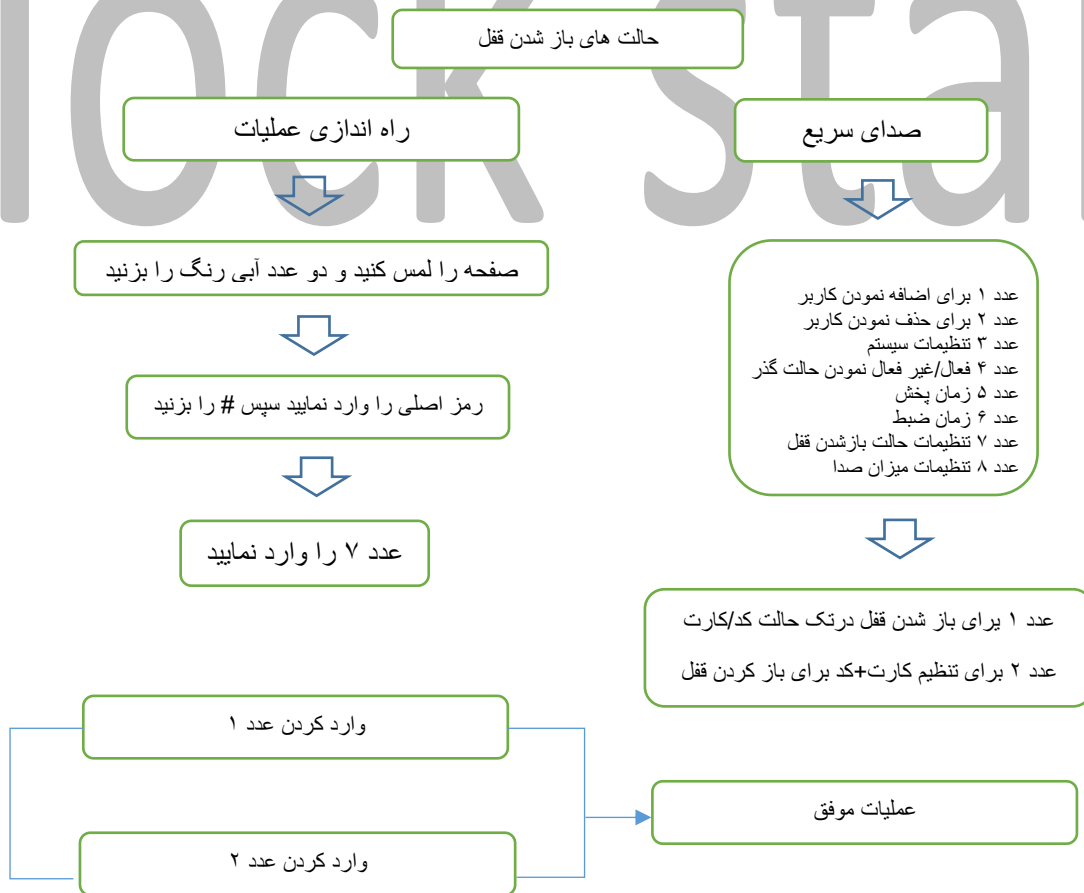 lock sta
حالت های باز شدن قفل
صدای سریع
راه اندازی عملیات
صفحه را لمس کنید و دو عدد آبی رنگ را بزنید
عدد ۱ برای اضافه نمودن کاربر
عدد ۲ برای حذف نمودن کاربر
عدد ۳ تنظیمات سیستم
عدد ۴ فعال/غیر فعال نمودن حالت گذر
عدد ۵ زمان پخش
عدد ۶ زمان ضبط
عدد ۷ تنظیمات حالت بازشدن قفل
عدد ۸ تنظیمات میزان صدا
رمز اصلی را وارد نمایید سپس # را بزنید
عدد ۷ را وارد نمایید
عدد ۱ یرای باز شدن قفل درتک حالت کد/کارت
عدد ۲ برای تنظیم کارت+کد برای باز کردن قفل
وارد کردن عدد ۱
عملیات موفق
وارد کردن عدد ۲